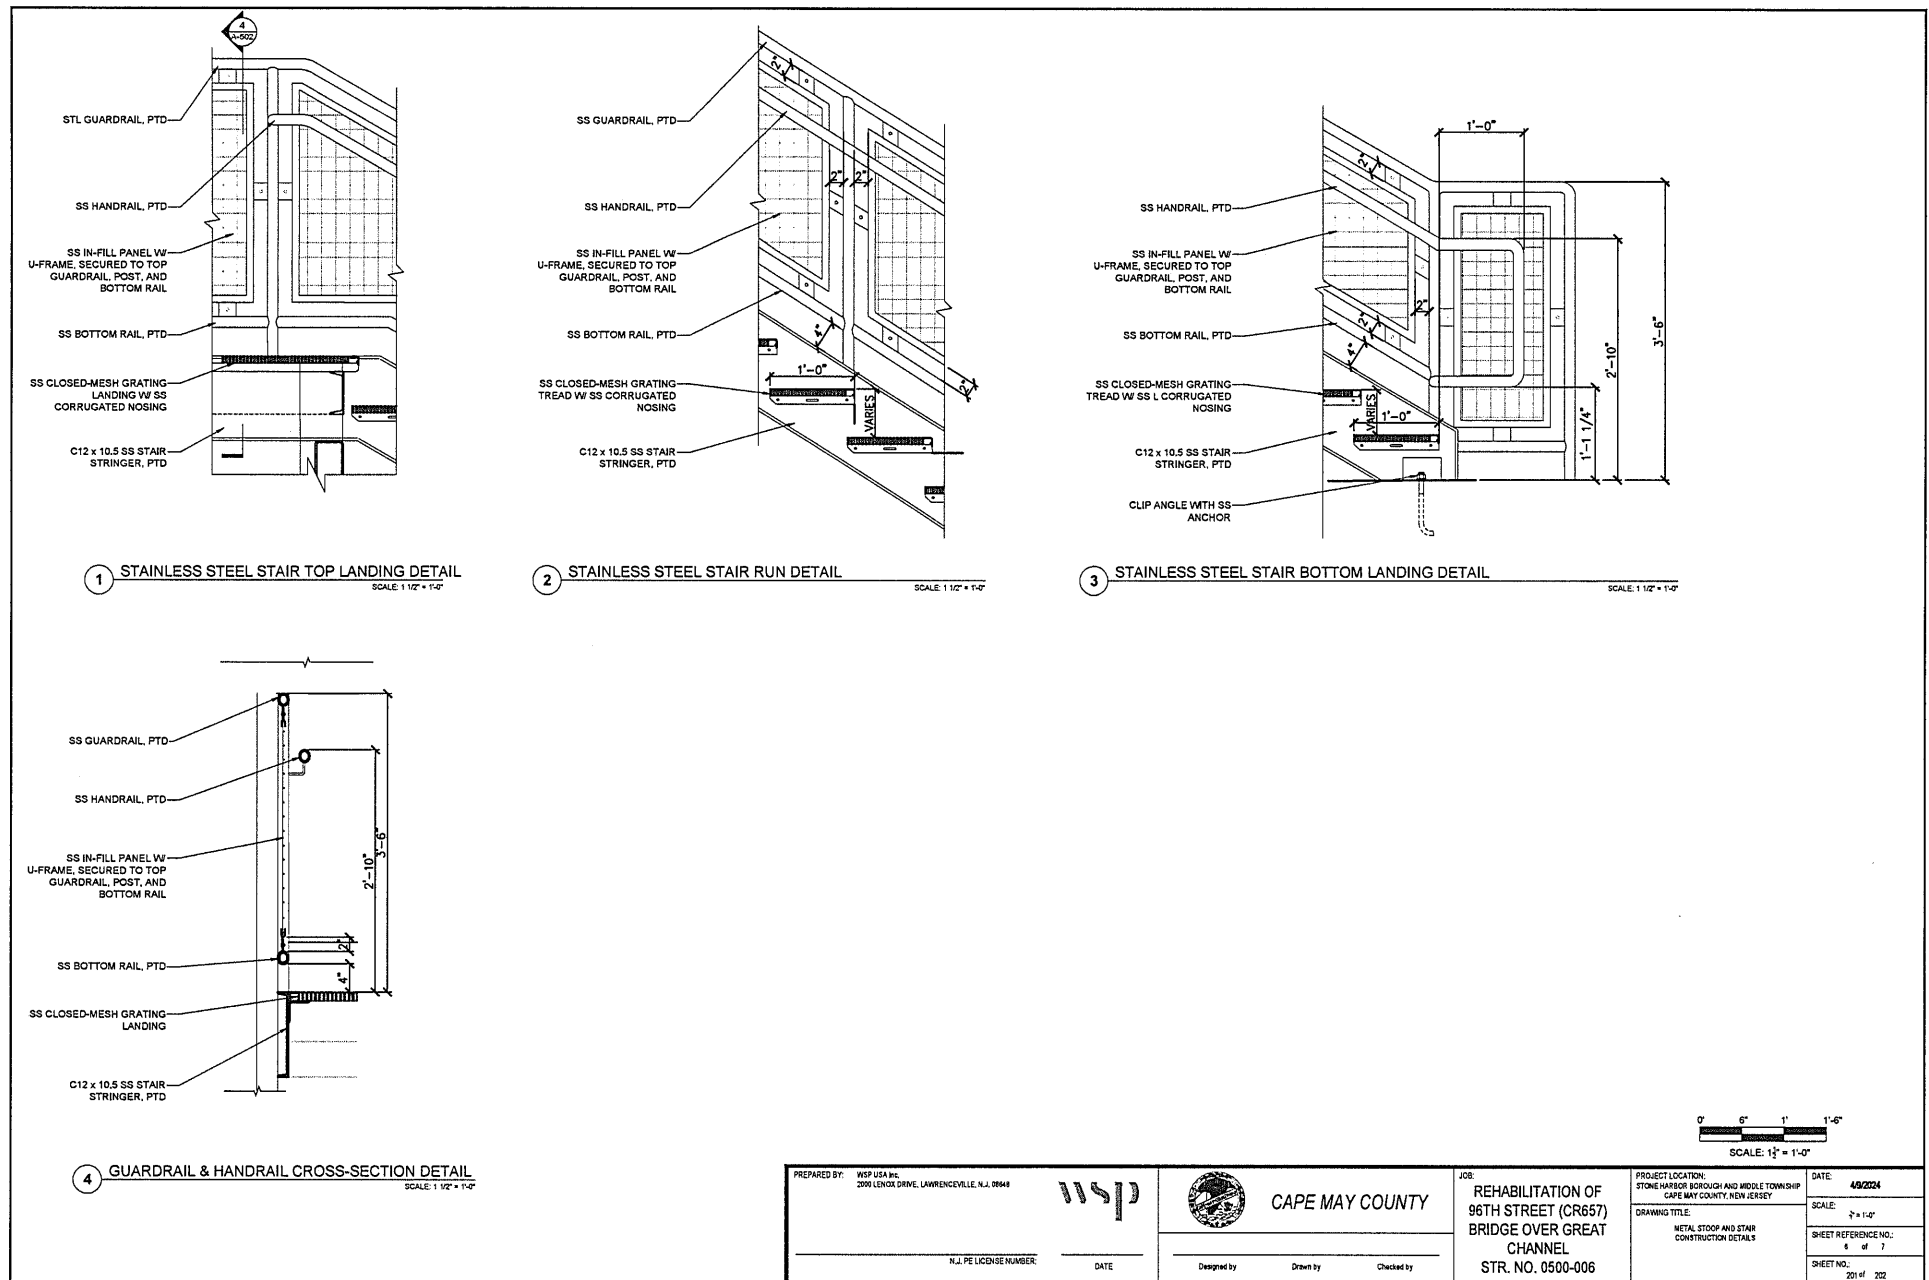 4
A-502
STL GUARDRAIL, PTD
SS HANDRAIL, PTD
SS IN-FILL PANEL W/
U-FRAME, SECURED TO TOP
GUARDRAIL, POST, AND
BOTTOM RAIL
SS BOTTOM RAIL, PTD
SS CLOSED-MESH GRATING
LANDING W/ SS
CORRUGATED NOSING
C12 x 10.5 SS STAIR
STRINGER, PTD
1 STAINLESS STEEL STAIR TOP LANDING DETAIL
SCALE: 1 1/2" = 1'-0"
SS GUARDRAIL, PTD
SS HANDRAIL, PTD
SS IN-FILL PANEL W/
U-FRAME, SECURED TO TOP
GUARDRAIL, POST, AND
BOTTOM RAIL
SS BOTTOM RAIL, PTD
SS CLOSED-MESH GRATING
TREAD W/ SS CORRUGATED
NOSING
C12 x 10.5 SS STAIR
STRINGER, PTD
2"
2"
2"
4"
1'-0"
VARIES
2"
2 STAINLESS STEEL STAIR RUN DETAIL
SCALE: 1 1/2" = 1'-0"
SS HANDRAIL, PTD
SS IN-FILL PANEL W/
U-FRAME, SECURED TO TOP
GUARDRAIL, POST, AND
BOTTOM RAIL
SS BOTTOM RAIL, PTD
SS CLOSED-MESH GRATING
TREAD W/ SS L CORRUGATED
NOSING
C12 x 10.5 SS STAIR
STRINGER, PTD
CLIP ANGLE WITH SS
ANCHOR
1'-0"
2"
2"
2"
4"
VARIES
1'-0"
1'-1 1/4"
2'-10"
3'-6"
3 STAINLESS STEEL STAIR BOTTOM LANDING DETAIL
SCALE: 1 1/2" = 1'-0"
SS GUARDRAIL, PTD
SS HANDRAIL, PTD
SS IN-FILL PANEL W/
U-FRAME, SECURED TO TOP
GUARDRAIL, POST, AND
BOTTOM RAIL
SS BOTTOM RAIL, PTD
SS CLOSED-MESH GRATING
LANDING
C12 x 10.5 SS STAIR
STRINGER, PTD
2'-10"
3'-6"
2"
4"
4 GUARDRAIL & HANDRAIL CROSS-SECTION DETAIL
SCALE: 1 1/2" = 1'-0"
0' 6" 1' 1'-6"
SCALE: 1½" = 1'-0"
PREPARED BY: WSP USA Inc.
2000 LENOX DRIVE, LAWRENCEVILLE, N.J. 08648
N.J. PE LICENSE NUMBER:
wsp
DATE
CAPE MAY COUNTY
Designed by Drawn by Checked by
JOB:
REHABILITATION OF
96TH STREET (CR657)
BRIDGE OVER GREAT
CHANNEL
STR. NO. 0500-006
PROJECT LOCATION:
STONE HARBOR BOROUGH AND MIDDLE TOWNSHIP
CAPE MAY COUNTY, NEW JERSEY
DRAWING TITLE:
METAL STOOP AND STAIR
CONSTRUCTION DETAILS
DATE:
4/9/2024
SCALE:
= 1'-0"
SHEET REFERENCE NO.:
6 of 7
SHEET NO.:
201 of 202